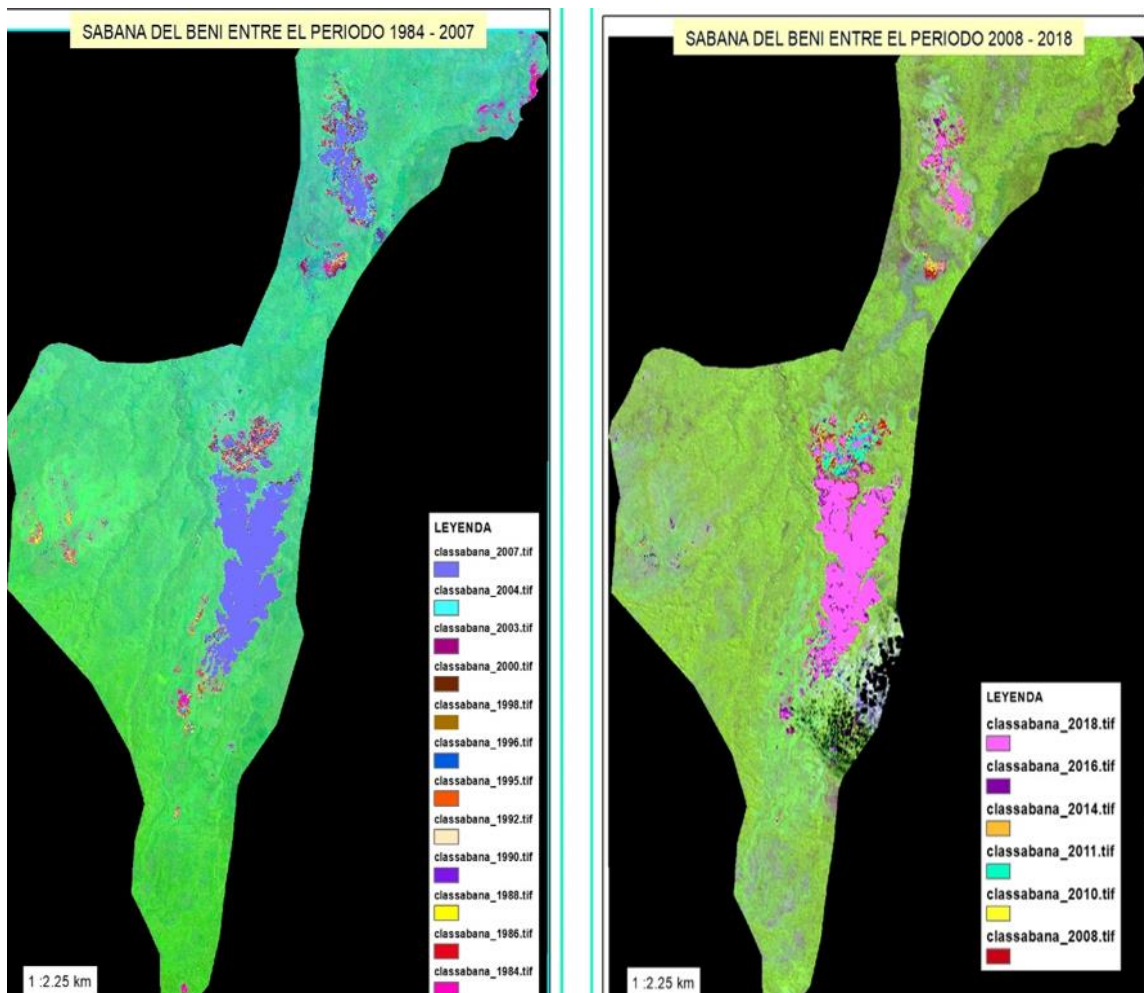 SABANA DEL BENI ENTRE EL PERIODO 1984 - 2007
LEYENDA
classabana_2007.tif
classabana_2004.tif
classabana_2003.tif
classabana_2000.tif
classabana_1998.tif
classabana_1996.tif
classabana_1995.tif
classabana_1992.tif
classabana_1990.tif
classabana_1988.tif
classabana_1986.tif
classabana_1984.tif
1 :2.25 km
SABANA DEL BENI ENTRE EL PERIODO 2008 - 2018
LEYENDA
classabana_2018.tif
classabana_2016.tif
classabana_2014.tif
classabana_2011.tif
classabana_2010.tif
classabana_2008.tif
1 :2.25 km